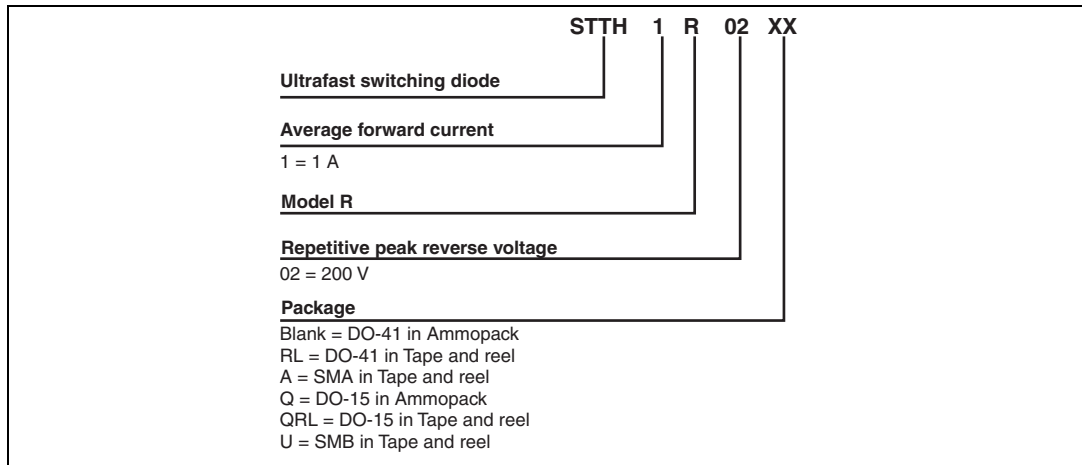 STTH 1 R 02 XX
Ultrafast switching diode
Average forward current
1 = 1 A
Model R
Repetitive peak reverse voltage
02 = 200 V
Package
Blank = DO-41 in Ammopack
RL = DO-41 in Tape and reel
A = SMA in Tape and reel
Q = DO-15 in Ammopack
QRL = DO-15 in Tape and reel
U = SMB in Tape and reel